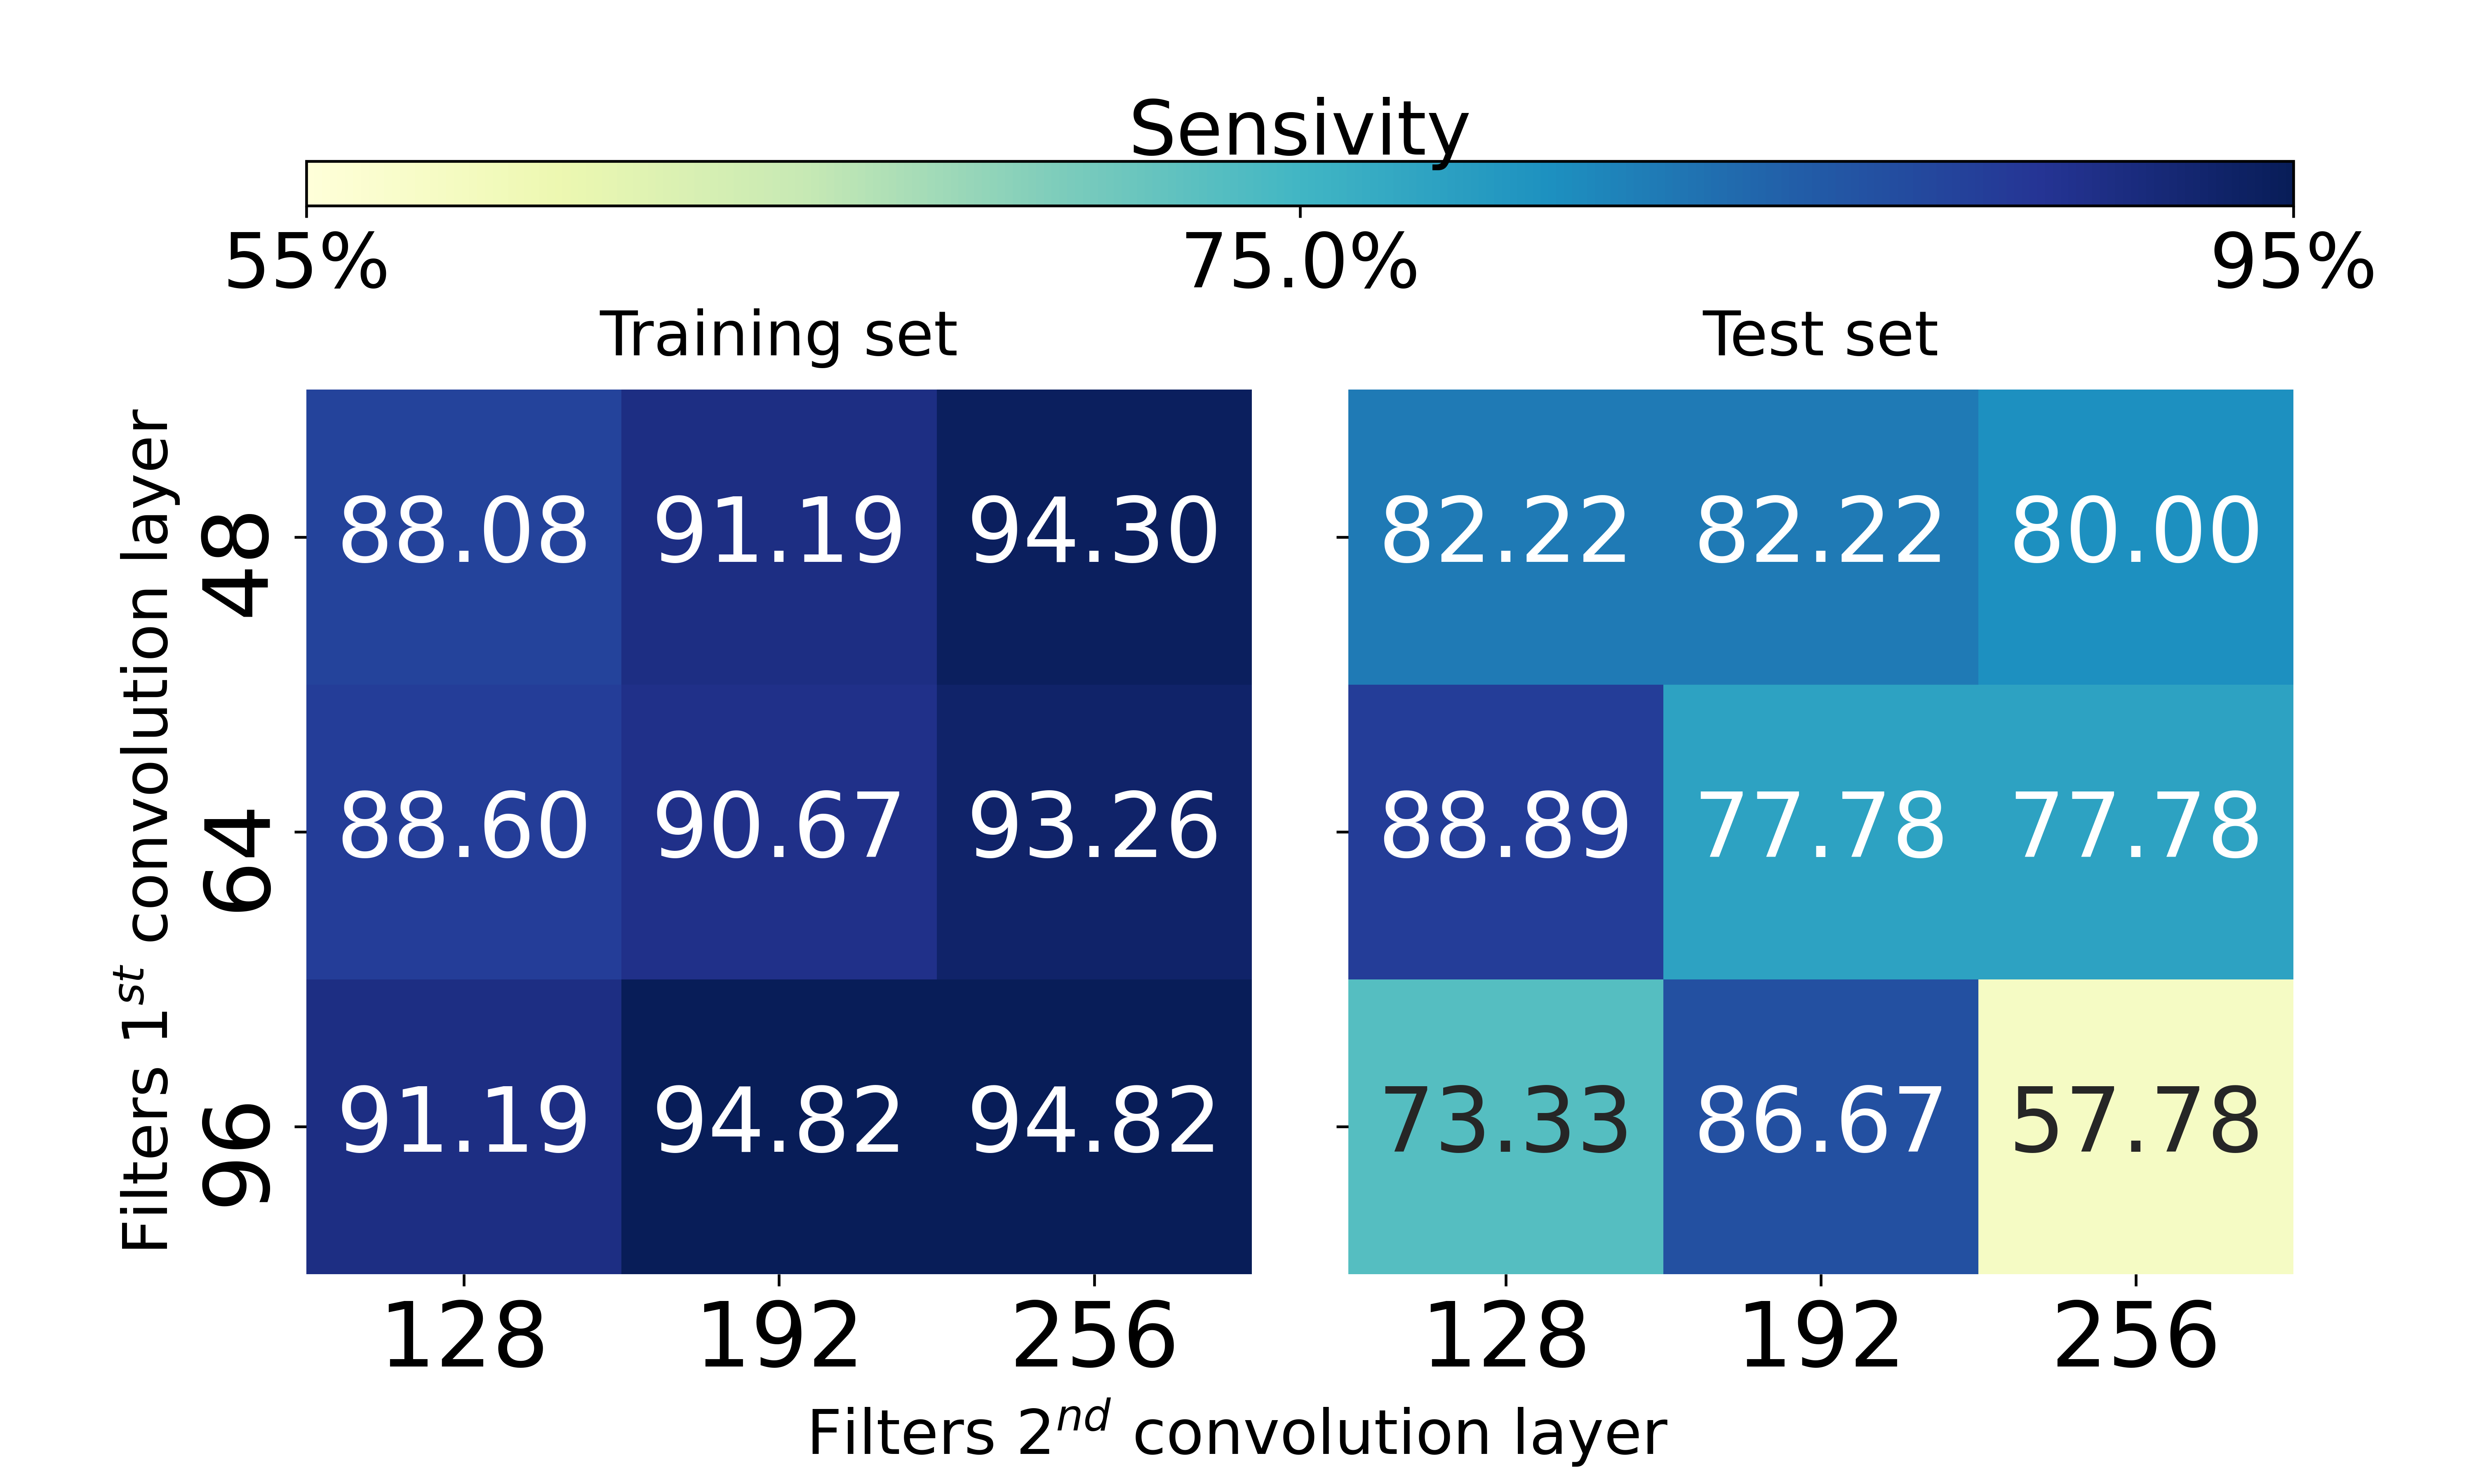 Sensivity
55% 75.0% 95%
Training set Test set
Filters 1st convolution layer
48 88.08 91.19 94.30 82.22 82.22 80.00
64 88.60 90.67 93.26 88.89 77.78 77.78
96 91.19 94.82 94.82 73.33 86.67 57.78
128 192 256 128 192 256
Filters 2nd convolution layer